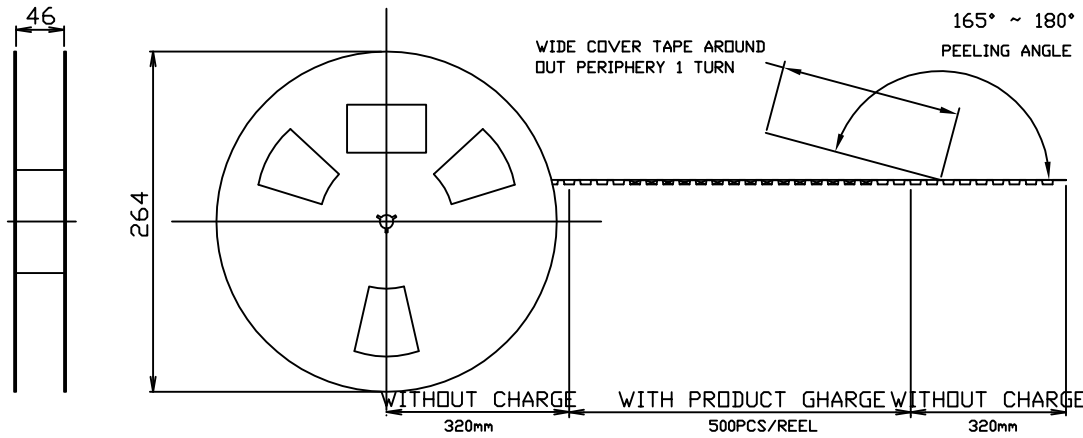 46
165° ~ 180°
PEELING ANGLE
WIDE COVER TAPE AROUND
OUT PERIPHERY 1 TURN
264
WITHOUT CHARGE
WITH PRODUCT GHARGE
WITHOUT CHARGE
320mm
500PCS/REEL
320mm